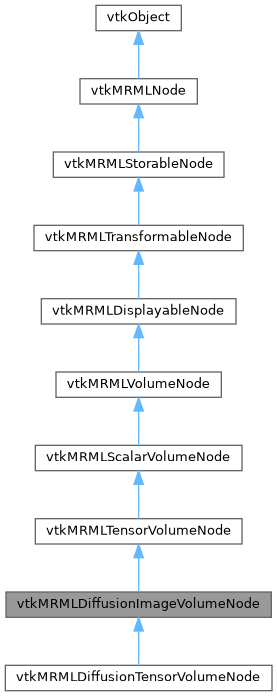 vtkObject
vtkMRMLNode
vtkMRMLStorableNode
vtkMRMLTransformableNode
vtkMRMLDisplayableNode
vtkMRMLVolumeNode
vtkMRMLScalarVolumeNode
vtkMRMLTensorVolumeNode
vtkMRMLDiffusionImageVolumeNode
vtkMRMLDiffusionTensorVolumeNode